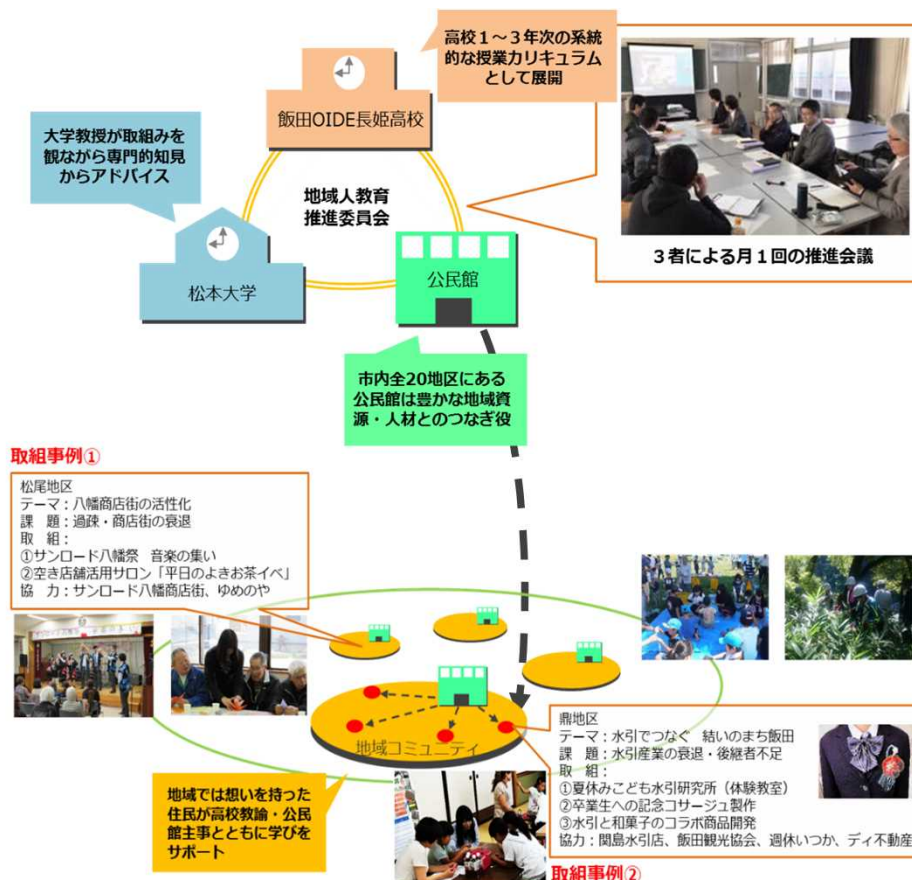 高校１～３年次の系統
的な授業カリキュラム
として展開
飯田OIDE長姫高校
大学教授が取組みを
観ながら専門的知見
からアドバイス
地域人教育
推進委員会
３者による月１回の推進会議
松本大学
公民館
市内全20地区にある
公民館は豊かな地域資
源・人材とのつなぎ役
取組事例①
松尾地区
テーマ：八幡商店街の活性化
課　題：過疎・商店街の衰退
取　組：
①サンロード八幡祭　音楽の集い
②空き店舗活用サロン「平日のよきお茶イベ」
協　力：サンロード八幡商店街、ゆめのや
地域コミュニティ
地域では想いを持った
住民が高校教諭・公民
館主事とともに学びを
サポート
鼎地区
テーマ：水引でつなぐ　結いのまち飯田
課　題：水引産業の衰退・後継者不足
取　組：
①夏休みこども水引研究所（体験教室）
②卒業生への記念コサージュ製作
③水引と和菓子のコラボ商品開発
協力：関島水引店、飯田観光協会、週休いつか、ディ不動産
取組事例②